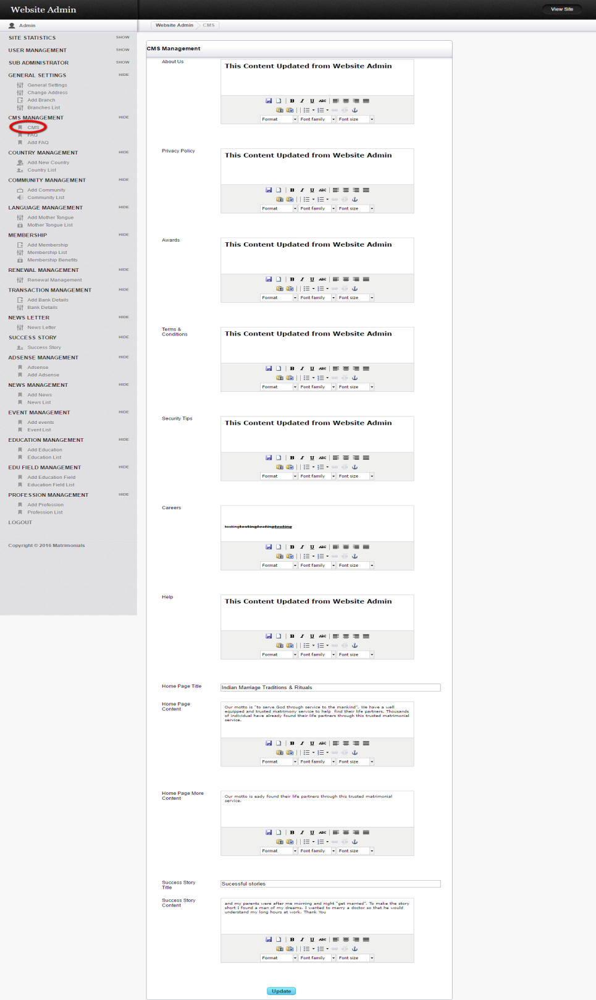 Website Admin
View Site
Admin
Website Admin
CMS
SITE STATISTICS
SHOW
USER MANAGEMENT
SHOW
SUB ADMINISTRATOR
SHOW
GENERAL SETTINGS
HIDE
General Settings
Change Address
Add Branch
Branches List
CMS MANAGEMENT
HIDE
CMS
FAQ
Add FAQ
COUNTRY MANAGEMENT
HIDE
Add New Country
Country List
COMMUNITY MANAGEMENT
HIDE
Add Community
Community List
LANGUAGE MANAGEMENT
HIDE
Add Mother Tongue
Mother Tongue List
MEMBERSHIP
HIDE
Add Membership
Membership List
Membership Benefits
RENEWAL MANAGEMENT
HIDE
Renewal Management
TRANSACTION MANAGEMENT
HIDE
Add Bank Details
Bank Details
NEWS LETTER
HIDE
News Letter
SUCCESS STORY
HIDE
Success Story
ADSENSE MANAGEMENT
HIDE
Adsense
Add Adsense
NEWS MANAGEMENT
HIDE
Add News
News List
EVENT MANAGEMENT
HIDE
Add events
Event List
EDUCATION MANAGEMENT
HIDE
Add Education
Education List
EDU FIELD MANAGEMENT
HIDE
Add Education Field
Education Field List
PROFESSION MANAGEMENT
HIDE
Add Profession
Profession List
LOGOUT
Copyright © 2016 Matrimonials
CMS Management
About Us
This Content Updated from Website Admin
B I U ABC
Format Font family Font size
Privacy Policy
This Content Updated from Website Admin
B I U ABC
Format Font family Font size
Awards
This Content Updated from Website Admin
B I U ABC
Format Font family Font size
Terms &
Conditions
This Content Updated from Website Admin
B I U ABC
Format Font family Font size
Security Tips
This Content Updated from Website Admin
B I U ABC
Format Font family Font size
Careers
testingtestingtestingtesting
B I U ABC
Format Font family Font size
Help
This Content Updated from Website Admin
B I U ABC
Format Font family Font size
Home Page Title
Indian Marriage Traditions & Rituals
Home Page
Content
Our motto is "to serve God through service to the mankind". We have a well
equipped and trusted matrimony service to help find their life partners. Thousands
of individual have already found their life partners through this trusted matrimonial
service.
B I U ABC
Format Font family Font size
Home Page More
Content
Our motto is eady found their life partners through this trusted matrimonial
service.
B I U ABC
Format Font family Font size
Success Story
Title
Sucessful stories
Success Story
Content
and my parents were after me morning and night "get married". To make the story
short I found a man of my dreams. I wanted to marry a doctor so that he would
understand my long hours at work. Thank You
B I U ABC
Format Font family Font size
Update